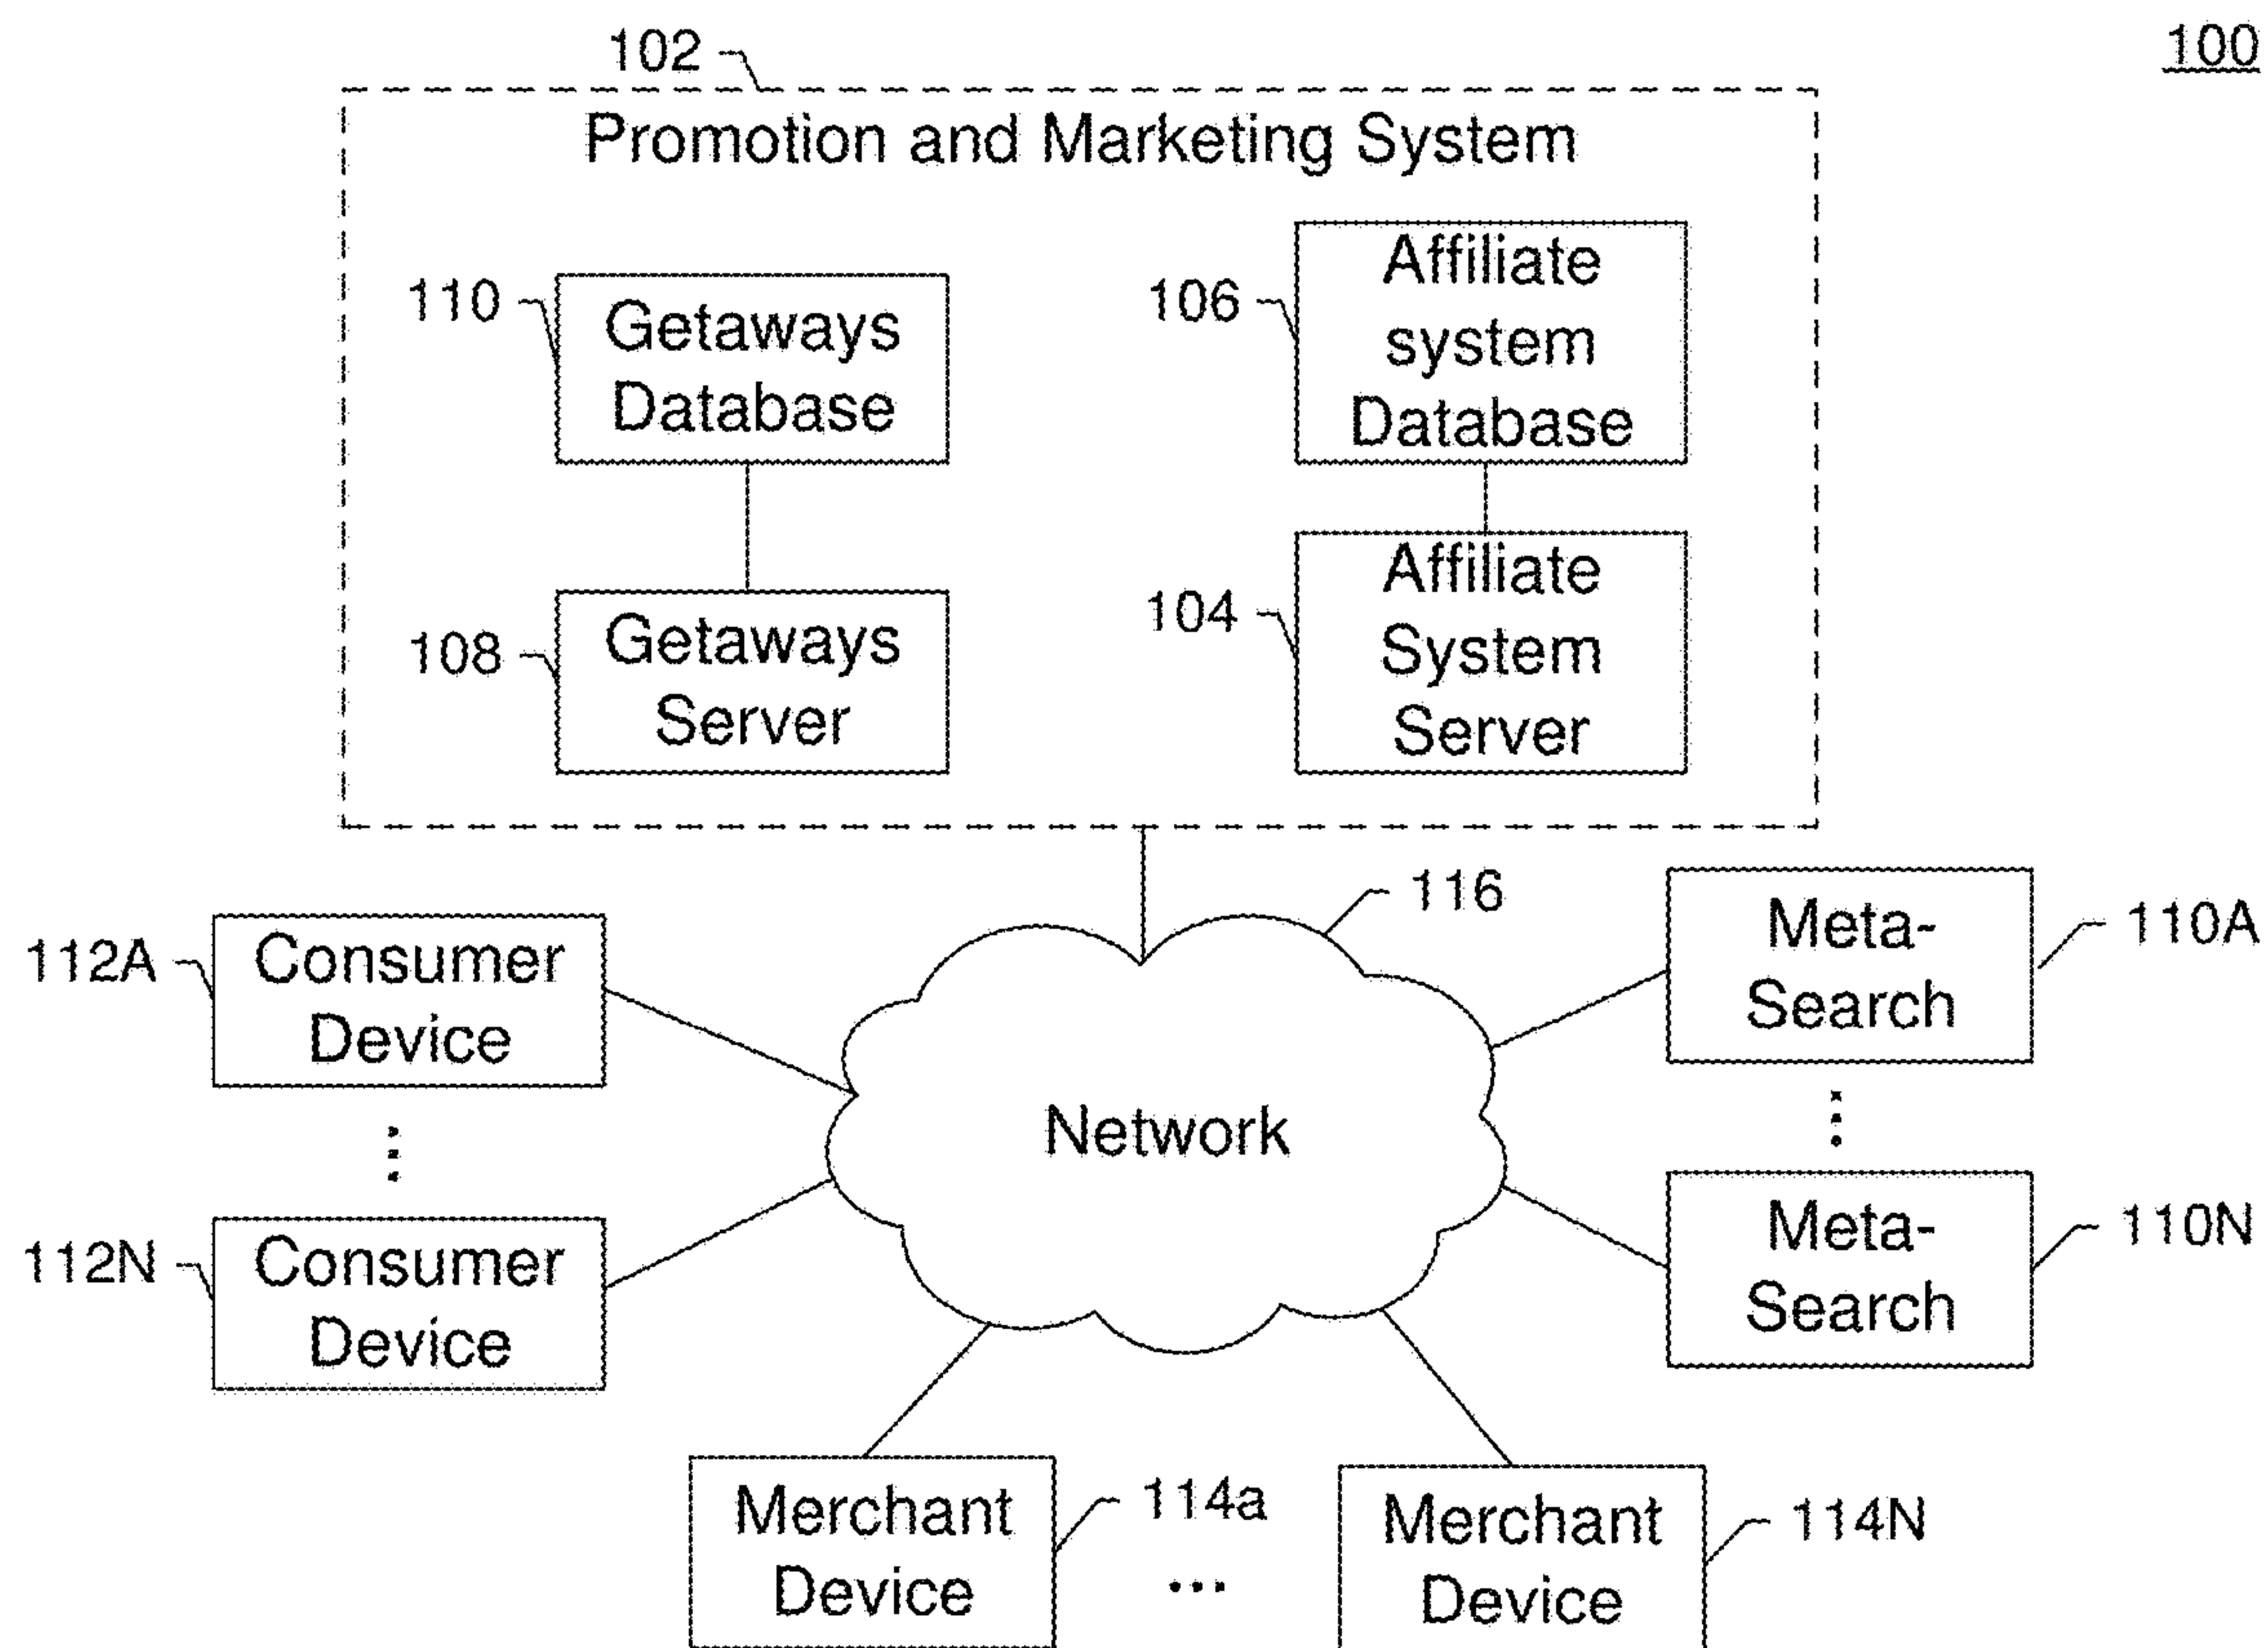 100
102
Promotion and Marketing System
110
Getaways
Database
106
Affiliate
system
Database
108
Getaways
Server
104
Affiliate
System
Server
116
112A
Consumer
Device
Meta-
Search
110A
Network
112N
Consumer
Device
Meta-
Search
110N
Merchant
Device
114a
...
Merchant
Device
114N